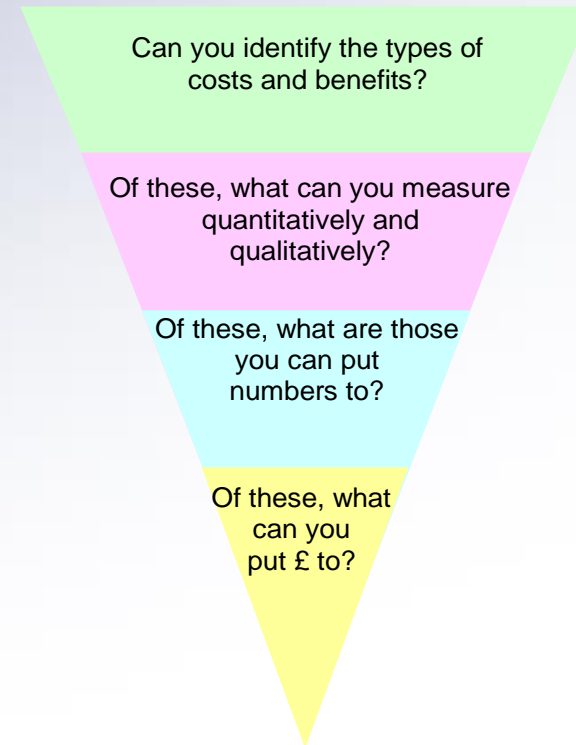 Can you identify the types of
costs and benefits?
Of these, what can you measure
quantitatively and
qualitatively?
Of these, what are those
you can put
numbers to?
Of these, what
can you
put £ to?